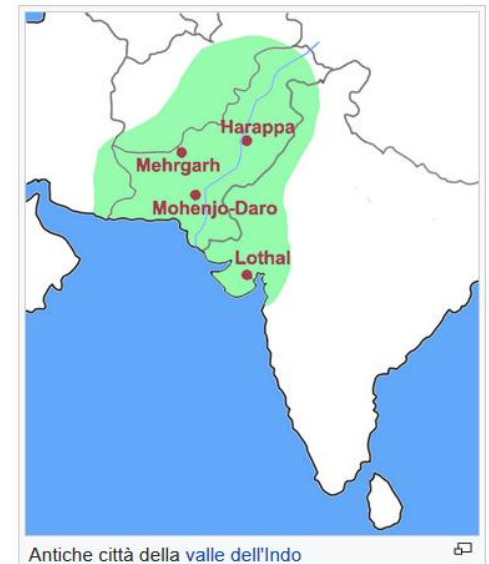 Harappa
Mehrgarh
Mohenjo-Daro
Lothal
Antiche città della valle dell'Indo